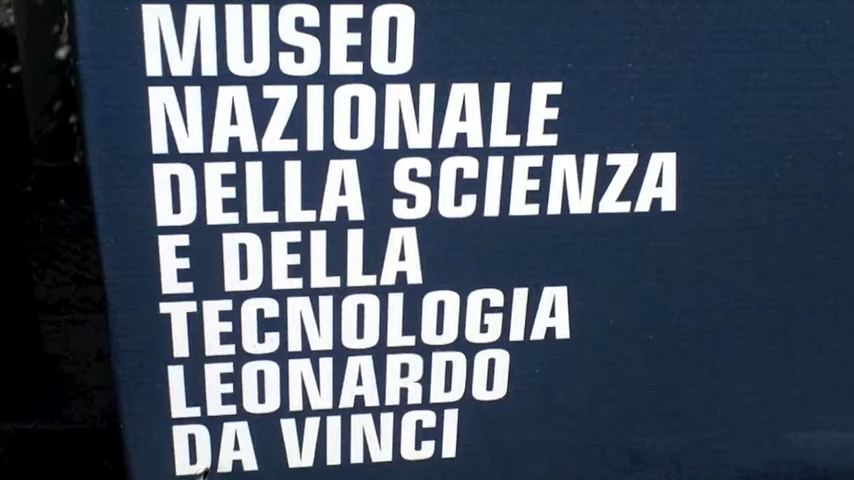 MUSEO
NAZIONALE
DELLA SCIENZA
E DELLA
TECNOLOGIA
LEONARDO
DA VINCI